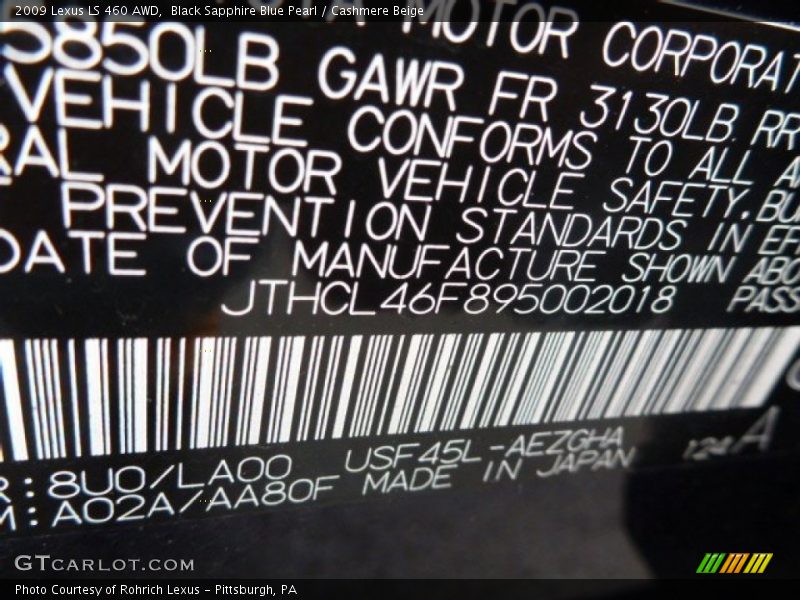 2009 Lexus LS 460 AWD, Black Sapphire Blue Pearl / Cashmere Beige
MOTOR CORPORAT
5850LB GAWR FR 3130LB RR
VEHICLE CONFORMS TO ALL A
RAL MOTOR VEHICLE SAFETY, BU
PREVENTION STANDARDS IN EF
DATE OF MANUFACTURE SHOWN ABO
JTHCL46F895002018 PASS
R: 8U0/LA00 USF45L-AEZGHA 124A
M: A02A/AA80F MADE IN JAPAN
GTCARLOT.COM
Photo Courtesy of Rohrich Lexus - Pittsburgh, PA